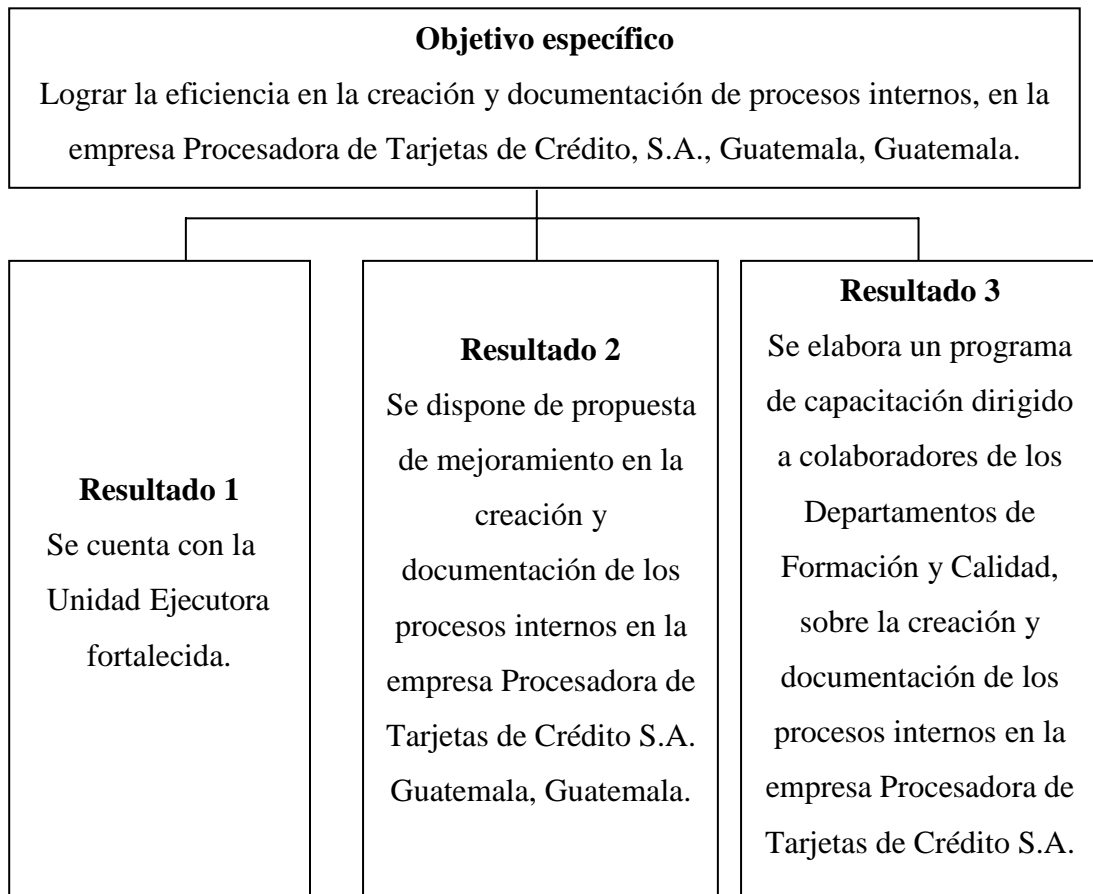 Objetivo específico
Lograr la eficiencia en la creación y documentación de procesos internos, en la
empresa Procesadora de Tarjetas de Crédito, S.A., Guatemala, Guatemala.
Resultado 1
Se cuenta con la
Unidad Ejecutora
fortalecida.
Resultado 2
Se dispone de propuesta
de mejoramiento en la
creación y
documentación de los
procesos internos en la
empresa Procesadora de
Tarjetas de Crédito S.A.
Guatemala, Guatemala.
Resultado 3
Se elabora un programa
de capacitación dirigido
a colaboradores de los
Departamentos de
Formación y Calidad,
sobre la creación y
documentación de los
procesos internos en la
empresa Procesadora de
Tarjetas de Crédito S.A.